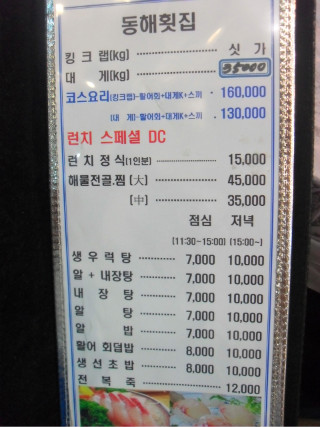 동해횟집
킹 크 랩(kg) ················ 싯 가
대 게(kg) ················ 35000
코스요리(킹크랩)-활어회+대게K+스끼 · 160,000
(대 게)-활어회+대게K+스끼 · 130,000
런치 스페셜 DC
런 치 정 식(1인분) ················ 15,000
해물전골.찜 (大) ················ 45,000
(中) ················ 35,000
점심 저녁
(11:30~15:00) (15:00~)
생 우 럭 탕 ········ 7,000 10,000
알 + 내장탕 ········ 7,000 10,000
내 장 탕 ········ 7,000 10,000
알 탕 ········ 7,000 10,000
알 밥 ········ 7,000 10,000
활어 회덮밥 ········ 8,000 10,000
생 선 초 밥 ········ 8,000 10,000
전 복 죽 ················ 12,000